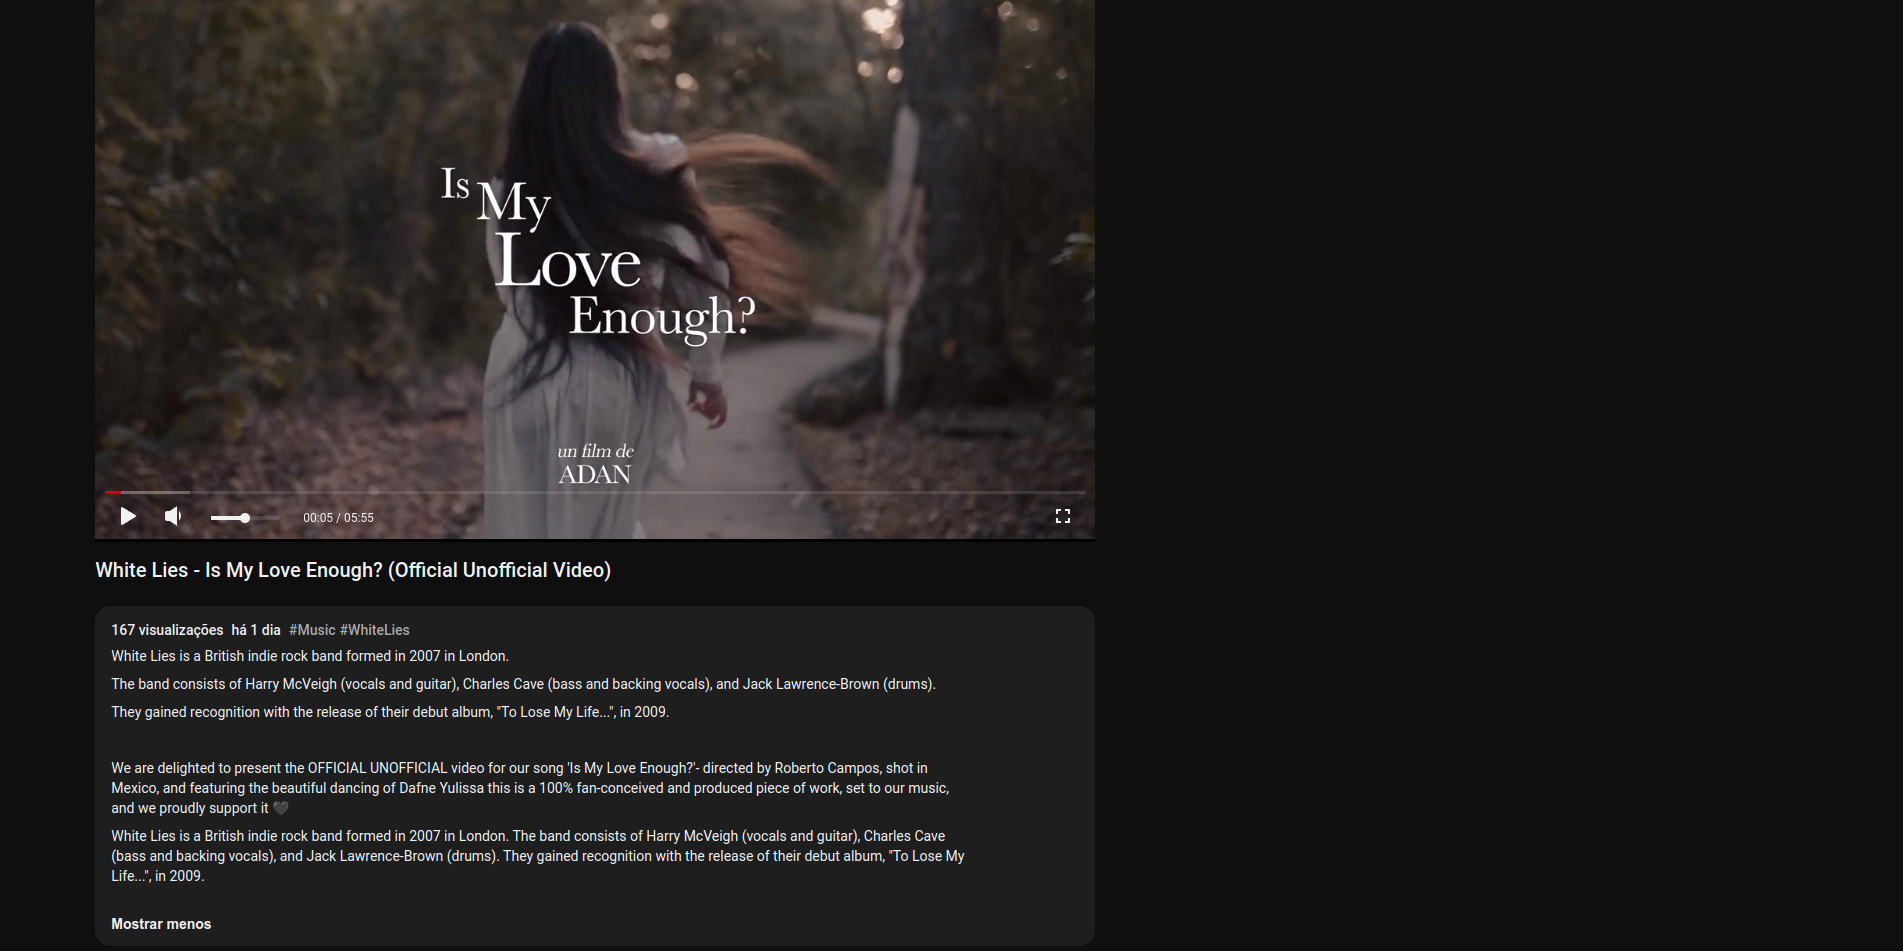 Is My
Love
Enough?
un film de
ADAN
00:05 / 05:55
White Lies - Is My Love Enough? (Official Unofficial Video)
167 visualizações há 1 dia #Music #WhiteLies
White Lies is a British indie rock band formed in 2007 in London.
The band consists of Harry McVeigh (vocals and guitar), Charles Cave (bass and backing vocals), and Jack Lawrence-Brown (drums).
They gained recognition with the release of their debut album, "To Lose My Life...", in 2009.
We are delighted to present the OFFICIAL UNOFFICIAL video for our song 'Is My Love Enough?'- directed by Roberto Campos, shot in
Mexico, and featuring the beautiful dancing of Dafne Yulissa this is a 100% fan-conceived and produced piece of work, set to our music,
and we proudly support it 🖤
White Lies is a British indie rock band formed in 2007 in London. The band consists of Harry McVeigh (vocals and guitar), Charles Cave
(bass and backing vocals), and Jack Lawrence-Brown (drums). They gained recognition with the release of their debut album, "To Lose My
Life...", in 2009.
Mostrar menos